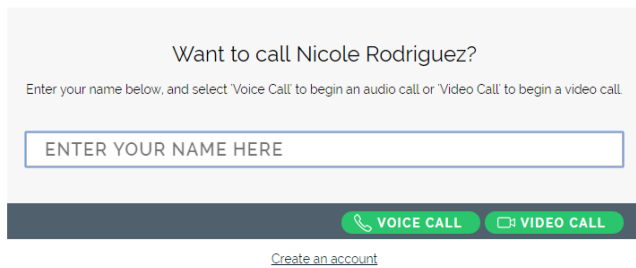 Want to call Nicole Rodriguez?
Enter your name below, and select 'Voice Call' to begin an audio call or 'Video Call' to begin a video call.
ENTER YOUR NAME HERE
VOICE CALL VIDEO CALL
Create an account